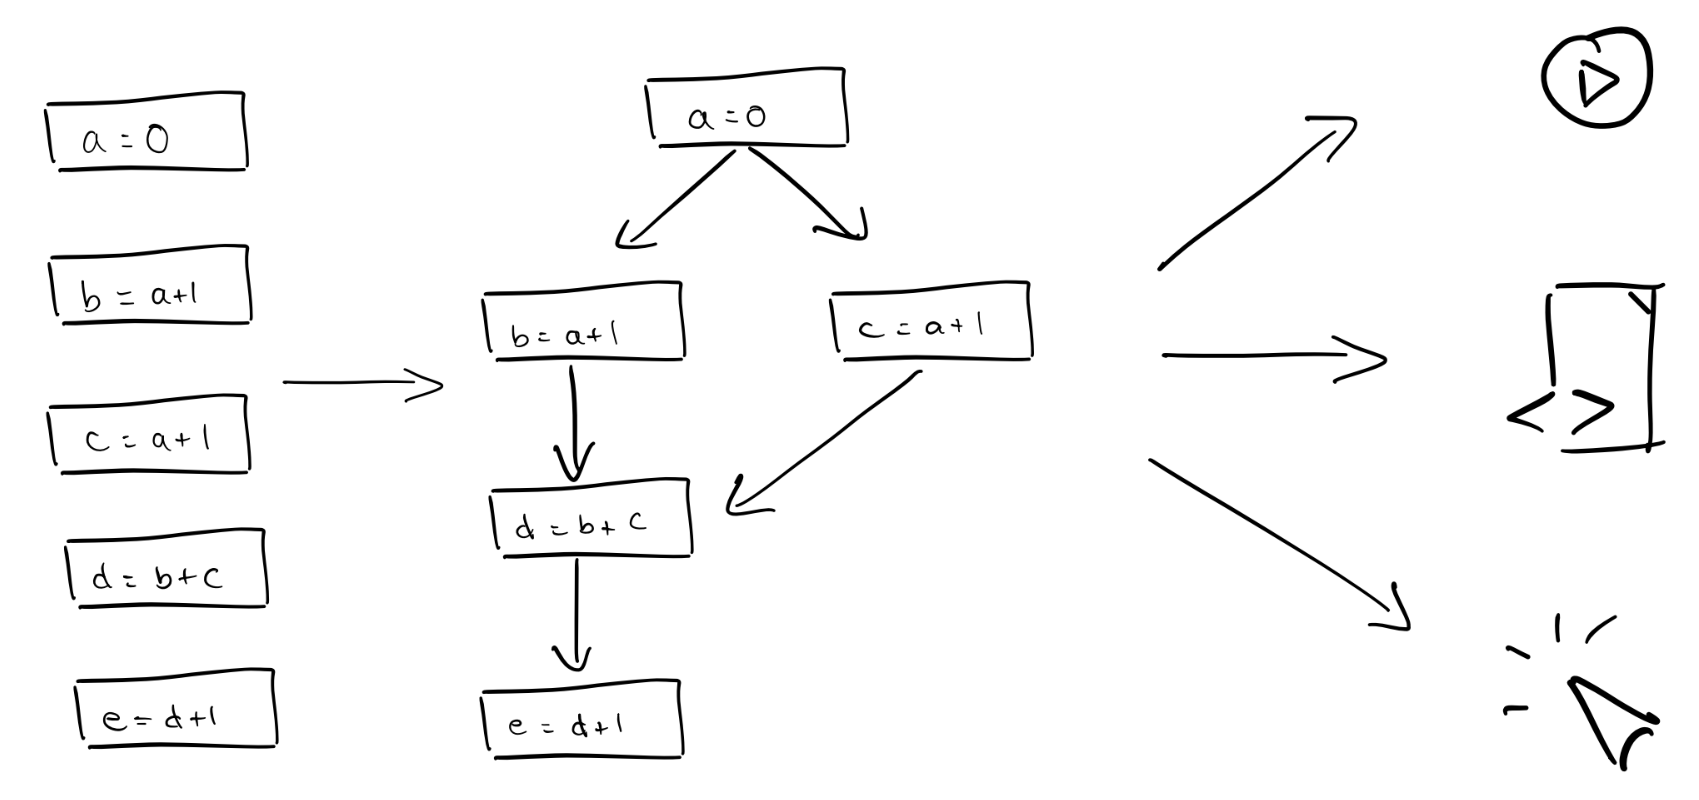 a = 0
b = a+1
c = a+1
d = b+c
e = d+1
a = 0
b = a+1
c = a+1
d = b+c
e = d+1
< >